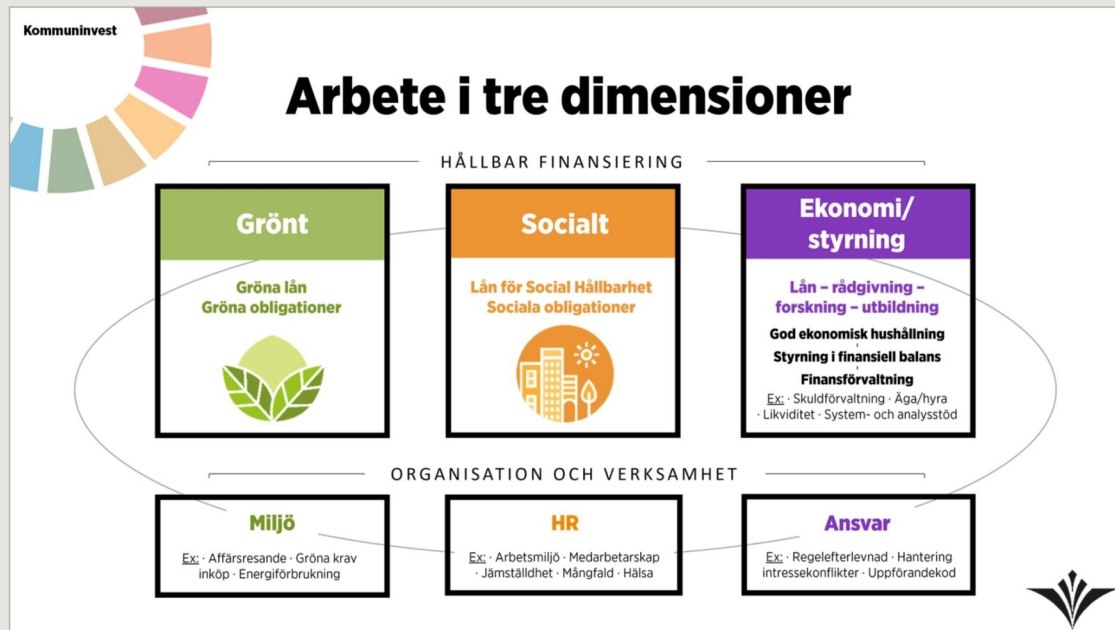 Kommuninvest
Arbete i tre dimensioner
HÅLLBAR FINANSIERING
Grönt
Gröna lån
Gröna obligationer
Socialt
Lån för Social Hållbarhet
Sociala obligationer
Ekonomi/
styrning
Lån – rådgivning –
forskning – utbildning
God ekonomisk hushållning
Styrning i finansiell balans
Finansförvaltning
Ex: · Skuldförvaltning · Äga/hyra
· Likviditet · System- och analysstöd
ORGANISATION OCH VERKSAMHET
Miljö
Ex: · Affärsresande · Gröna krav
inköp · Energiförbrukning
HR
Ex: · Arbetsmiljö · Medarbetarskap
· Jämställdhet · Mångfald · Hälsa
Ansvar
Ex: · Regelefterlevnad · Hantering
intressekonflikter · Uppförandekod